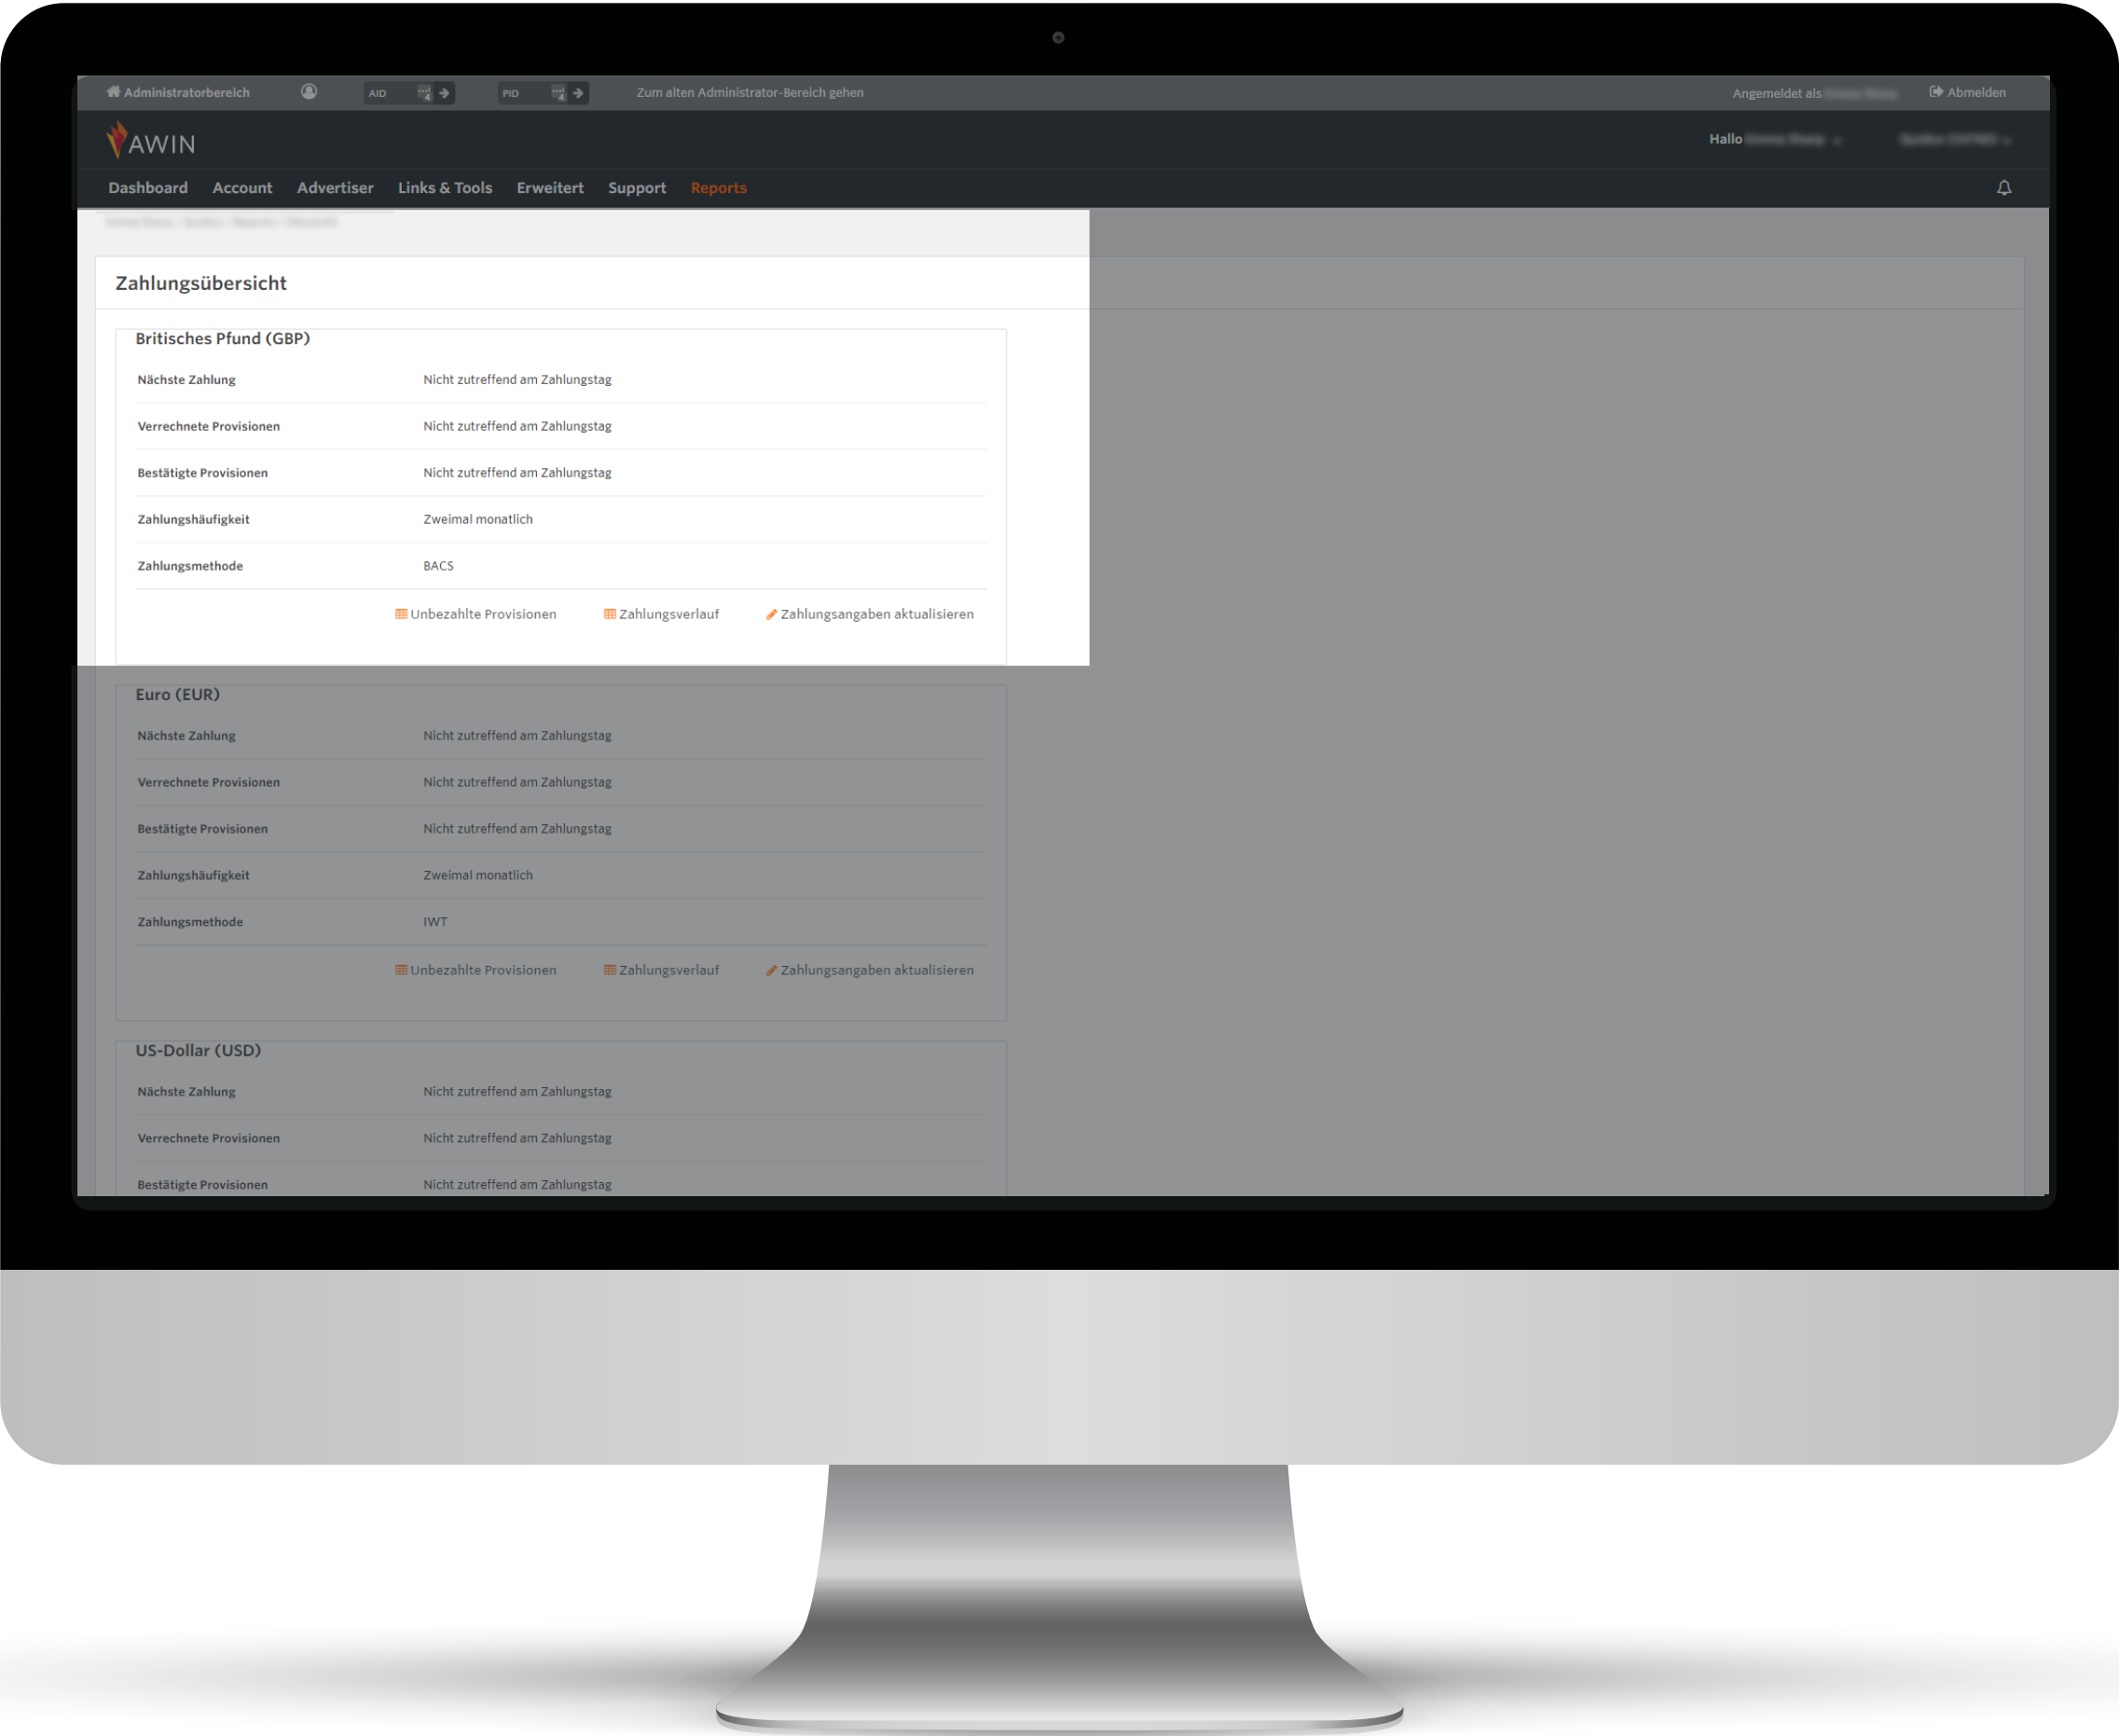 Administratorbereich AID PID Zum alten Administrator-Bereich gehen Angemeldet als Abmelden
AWIN Hallo
Dashboard Account Advertiser Links & Tools Erweitert Support Reports
Zahlungsübersicht
Britisches Pfund (GBP)
Nächste Zahlung Nicht zutreffend am Zahlungstag
Verrechnete Provisionen Nicht zutreffend am Zahlungstag
Bestätigte Provisionen Nicht zutreffend am Zahlungstag
Zahlungshäufigkeit Zweimal monatlich
Zahlungsmethode BACS
Unbezahlte Provisionen Zahlungsverlauf Zahlungsangaben aktualisieren
Euro (EUR)
Nächste Zahlung Nicht zutreffend am Zahlungstag
Verrechnete Provisionen Nicht zutreffend am Zahlungstag
Bestätigte Provisionen Nicht zutreffend am Zahlungstag
Zahlungshäufigkeit Zweimal monatlich
Zahlungsmethode IWT
Unbezahlte Provisionen Zahlungsverlauf Zahlungsangaben aktualisieren
US-Dollar (USD)
Nächste Zahlung Nicht zutreffend am Zahlungstag
Verrechnete Provisionen Nicht zutreffend am Zahlungstag
Bestätigte Provisionen Nicht zutreffend am Zahlungstag